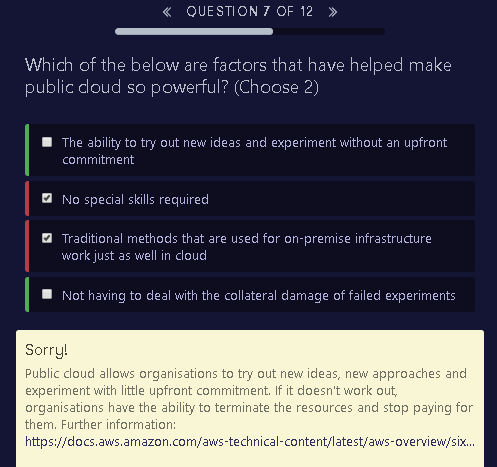 « QUESTION 7 OF 12 »
Which of the below are factors that have helped make
public cloud so powerful? (Choose 2)
The ability to try out new ideas and experiment without an upfront
commitment
No special skills required
Traditional methods that are used for on-premise infrastructure
work just as well in cloud
Not having to deal with the collateral damage of failed experiments
Sorry!
Public cloud allows organisations to try out new ideas, new approaches and
experiment with little upfront commitment. If it doesn't work out,
organisations have the ability to terminate the resources and stop paying for
them. Further information:
https://docs.aws.amazon.com/aws-technical-content/latest/aws-overview/six...